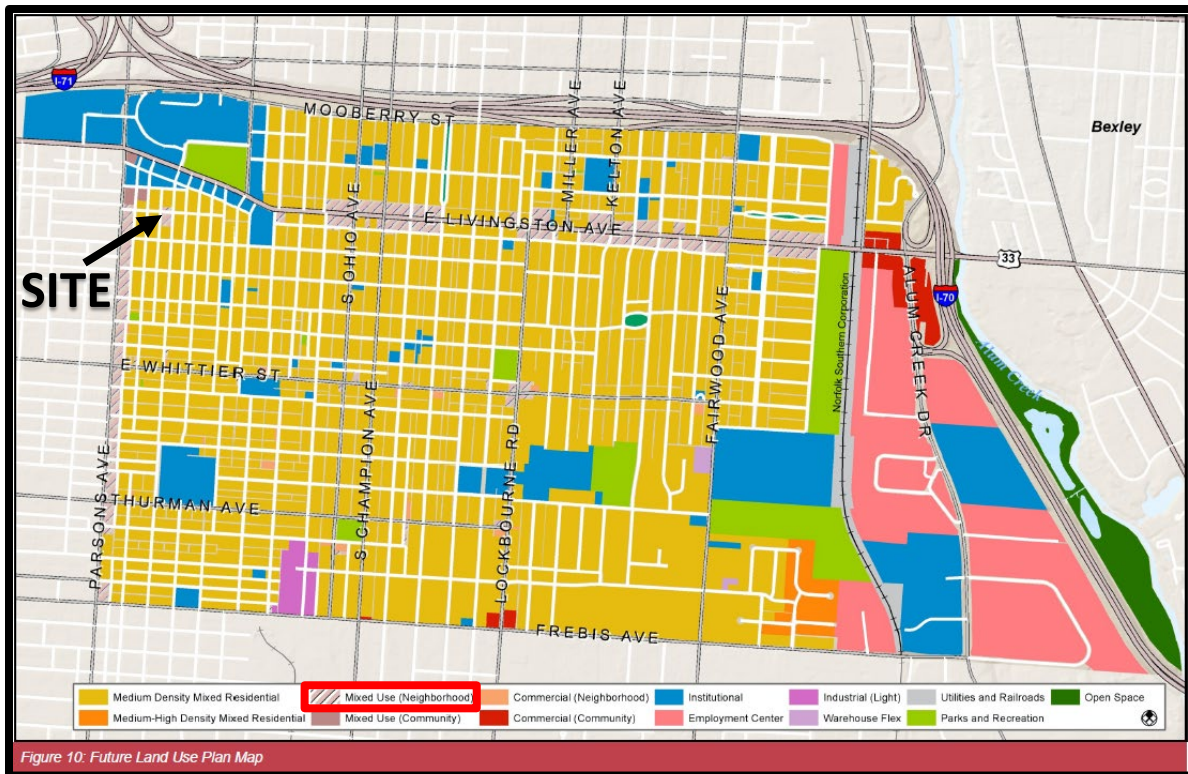 I-71
MOOBERRY ST
MILLER AVE
KELTON AVE
Bexley
S OHIO AVE
E LIVINGSTON AVE
SITE
33
I-70
Norfolk Southern Corporation
ALUM CREEK DR
Alum Creek
E WHITTIER ST
FAIRWOOD AVE
PARSONS AVE
S CHAMPION AVE
LOCKBOURNE RD
THURMAN AVE
FREBIS AVE
Medium Density Mixed Residential
Mixed Use (Neighborhood)
Commercial (Neighborhood)
Institutional
Industrial (Light)
Utilities and Railroads
Open Space
Medium-High Density Mixed Residential
Mixed Use (Community)
Commercial (Community)
Employment Center
Warehouse Flex
Parks and Recreation
Figure 10: Future Land Use Plan Map